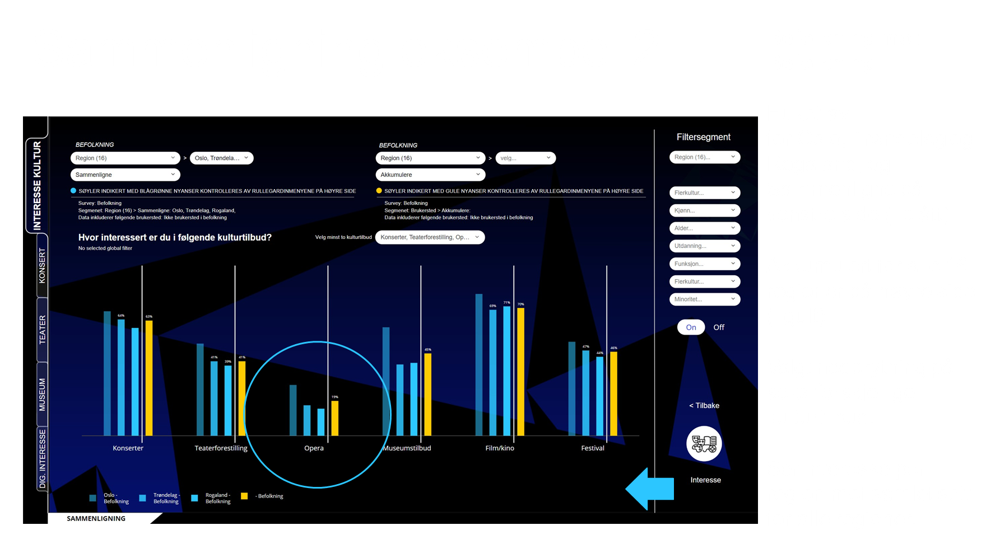 INTERESSE KULTUR
KONSERT
TEATER
MUSEUM
DIG. INTERESSE
BEFOLKNING
Region (16)
>
Oslo, Trøndela...
Sammenligne
SØYLER INDIKERT MED BLÅGRØNNE NYANSER KONTROLLERES AV RULLEGARDINMENYENE PÅ HØYRE SIDE
Survey: Befolkning
Segmenet: Region (16) > Sammenligne: Oslo, Trøndelag, Rogaland,
Data inkluderer følgende brukersted: Ikke brukersted i befolkning
BEFOLKNING
Region (16)
>
velg...
Akkumulere
SØYLER INDIKERT MED GULE NYANSER KONTROLLERES AV RULLEGARDINMENYENE PÅ HØYRE SIDE
Survey: Befolkning
Segmenet: Brukersted > Akkumulere:
Data inkluderer følgende brukersted: Ikke brukersted i befolkning
Hvor interessert er du i følgende kulturtilbud?
No selected global filter
Velg minst to kulturtilbud
Konserter, Teaterforestilling, Op...
64%
63%
41%
39%
41%
19%
45%
69%
71%
70%
47%
44%
46%
Konserter
Teaterforestilling
Opera
Museumstilbud
Film/kino
Festival
Oslo -
Befolkning
Trøndelag -
Befolkning
Rogaland -
Befolkning
- Befolkning
SAMMENLIGNING
Filtersegment
Region (16)...
Flerkultur...
Kjønn...
Alder...
Utdanning...
Funksjon...
Flerkultur...
Minoritet...
On
Off
< Tilbake
Interesse